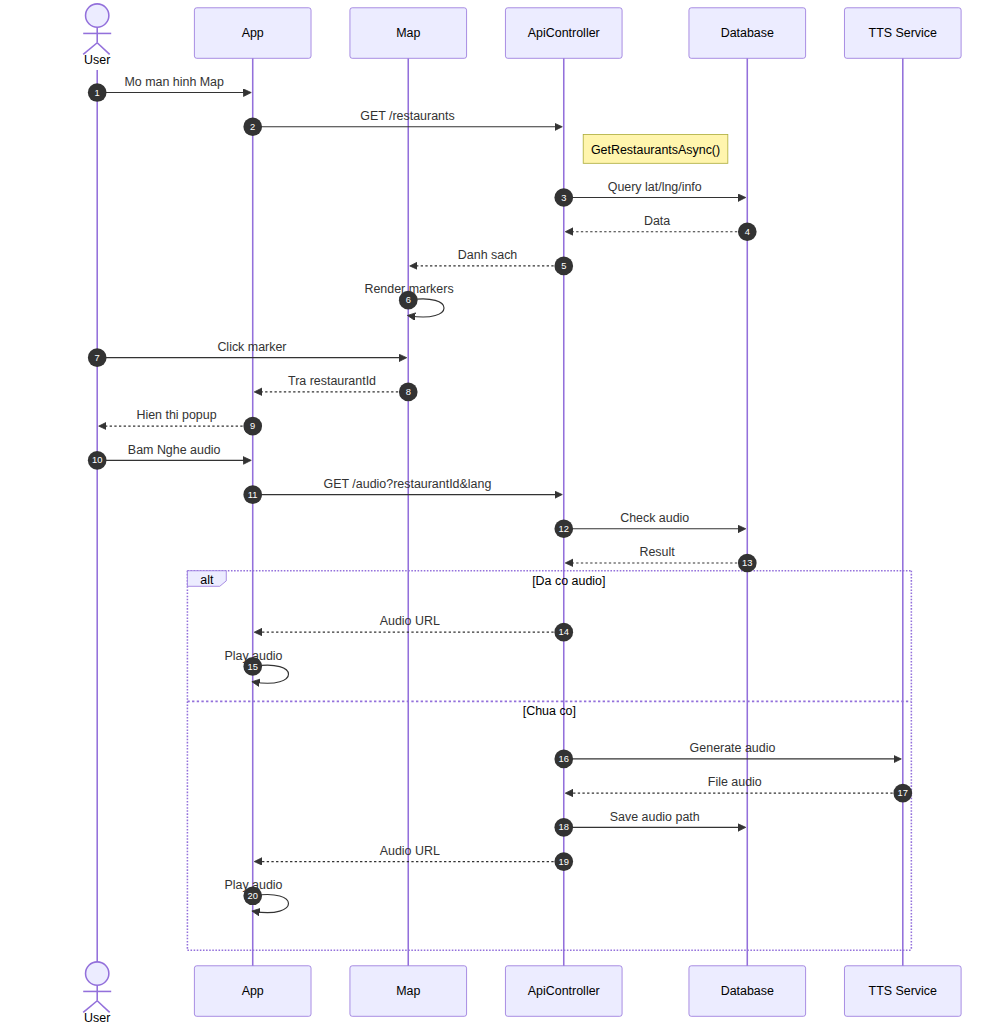 User
App
Map
ApiController
Database
TTS Service
Mo man hinh Map
1
GET /restaurants
2
GetRestaurantsAsync()
Query lat/lng/info
3
Data
4
Danh sach
5
Render markers
6
Click marker
7
Tra restaurantId
8
Hien thi popup
9
Bam Nghe audio
10
GET /audio?restaurantId&lang
11
Check audio
12
Result
13
alt
[Da co audio]
Audio URL
14
Play audio
15
[Chua co]
Generate audio
16
File audio
17
Save audio path
18
Audio URL
19
Play audio
20
User
App
Map
ApiController
Database
TTS Service